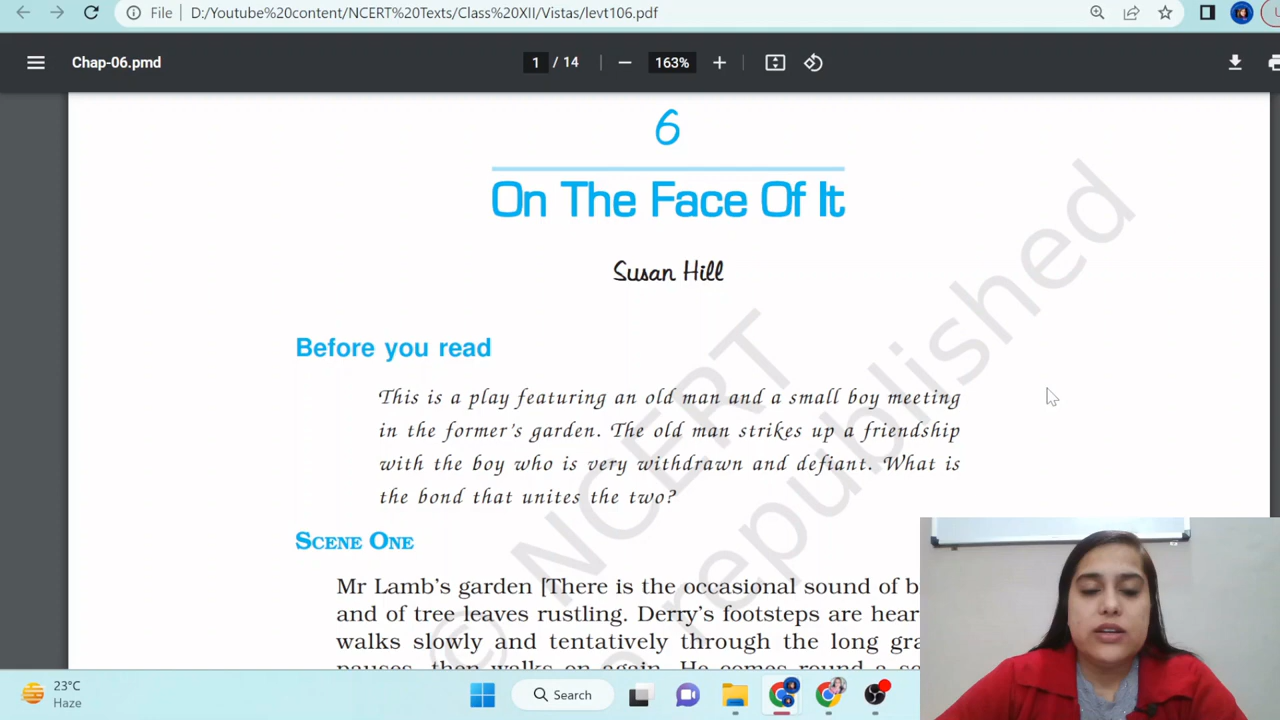 File
D:/Youtube%20content/NCERT%20Texts/Class%20XII/Vistas/levt106.pdf
Chap-06.pmd
1 / 14
163%
6
On The Face Of It
Susan Hill
Before you read
This is a play featuring an old man and a small boy meeting
in the former's garden. The old man strikes up a friendship
with the boy who is very withdrawn and defiant. What is
the bond that unites the two?
SCENE ONE
Mr Lamb's garden [There is the occasional sound of b
and of tree leaves rustling. Derry's footsteps are hear
walks slowly and tentatively through the long gra
pauses, then walks on again. He comes round a sc
© NCERT
republished
23°C
Haze
Search